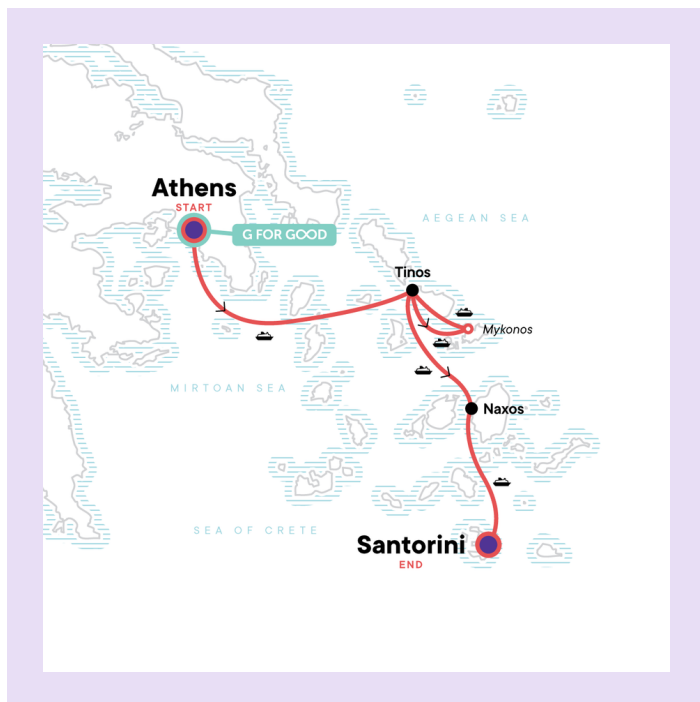 Athens
START
G FOR GOOD
AEGEAN SEA
Tinos
Mykonos
MIRTOAN SEA
Naxos
SEA OF CRETE
Santorini
END